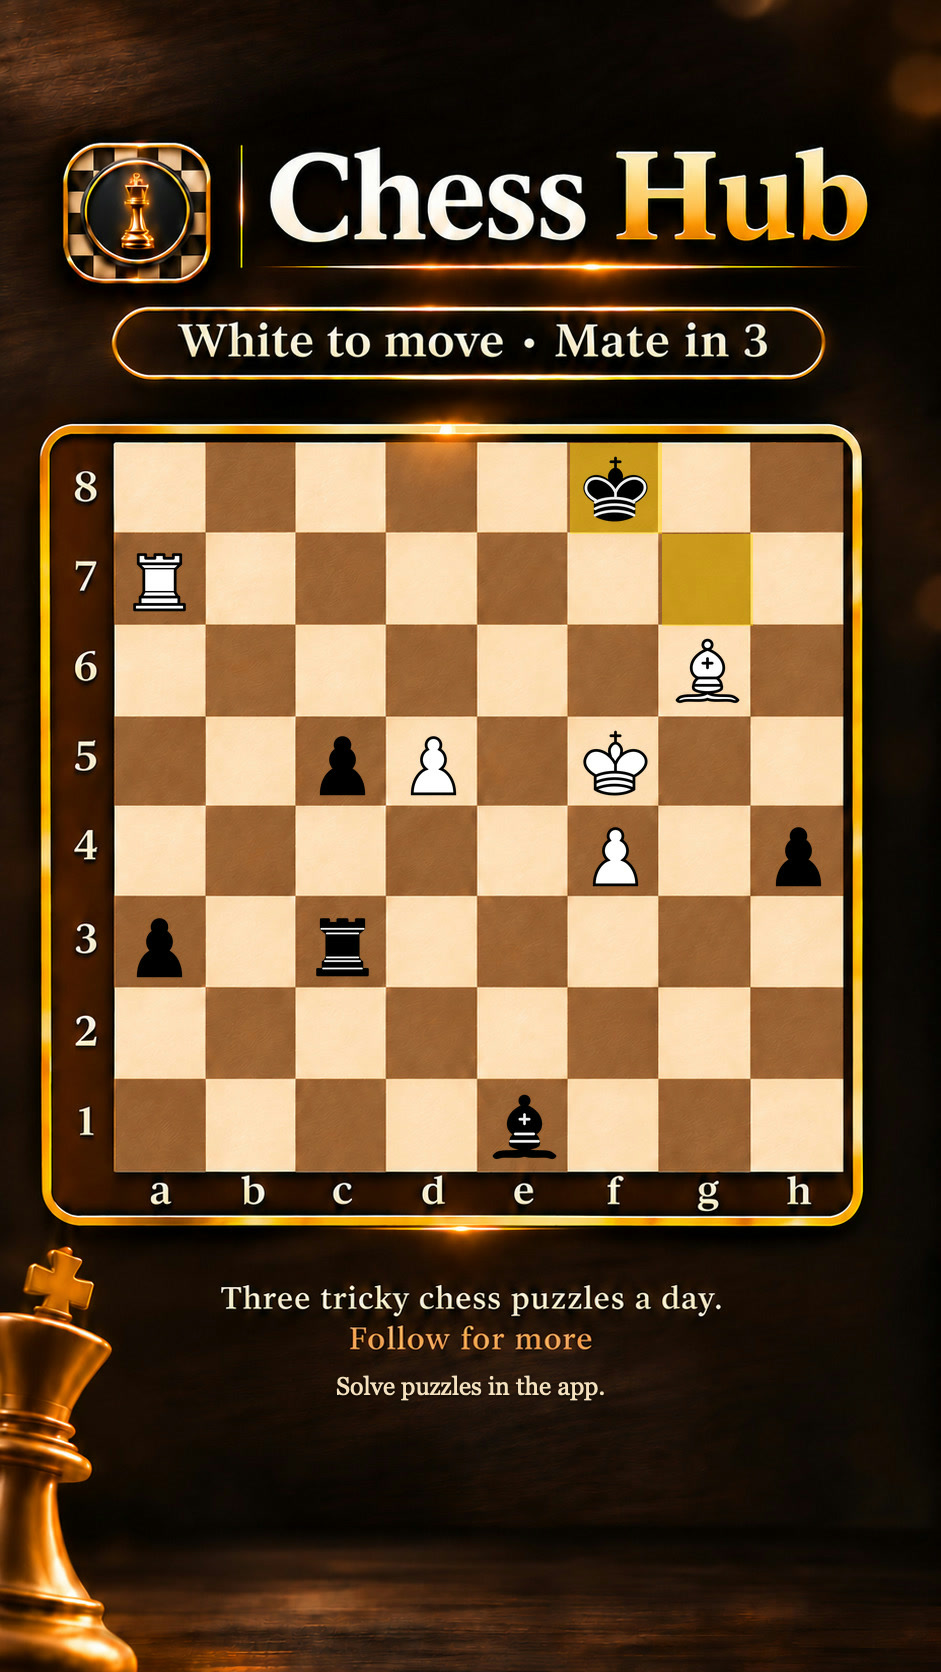 Chess Hub
White to move • Mate in 3
8
7
6
5
4
3
2
1
a b c d e f g h
Three tricky chess puzzles a day.
Follow for more
Solve puzzles in the app.